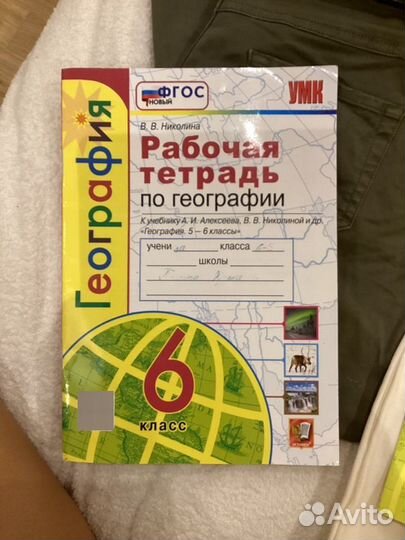 ФГОС
НОВЫЙ
УМК
География
В. В. Николина
Рабочая
тетрадь
по географии
К учебнику А. И. Алексеева, В. В. Николиной и др.
«География. 5 – 6 классы»
учени класса
школы
6
класс
Avito